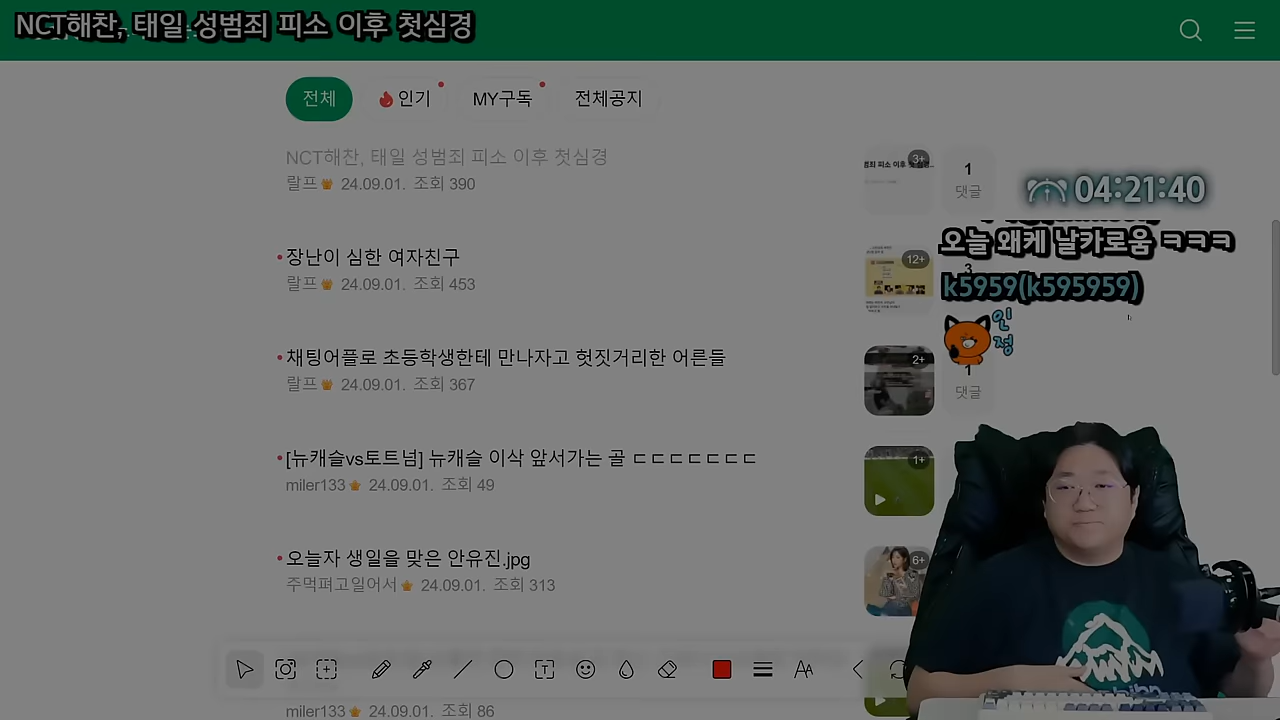 NCT해찬, 태일 성범죄 피소 이후 첫심경
전체
인기
MY구독
전체공지
NCT해찬, 태일 성범죄 피소 이후 첫심경
랄프 24.09.01. 조회 390
3+
1
댓글
04:21:40
오늘 왜케 날카로움 ㅋㅋㅋ
k5959(k595959)
인정
장난이 심한 여자친구
랄프 24.09.01. 조회 453
12+
3
채팅어플로 초등학생한테 만나자고 헛짓거리한 어른들
랄프 24.09.01. 조회 367
2+
1
댓글
[뉴캐슬vs토트넘] 뉴캐슬 이삭 앞서가는 골 ㄷㄷㄷㄷㄷㄷㄷ
miler133 24.09.01. 조회 49
1+
오늘자 생일을 맞은 안유진.jpg
주먹펴고일어서 24.09.01. 조회 313
6+
miler133 24.09.01. 조회 86